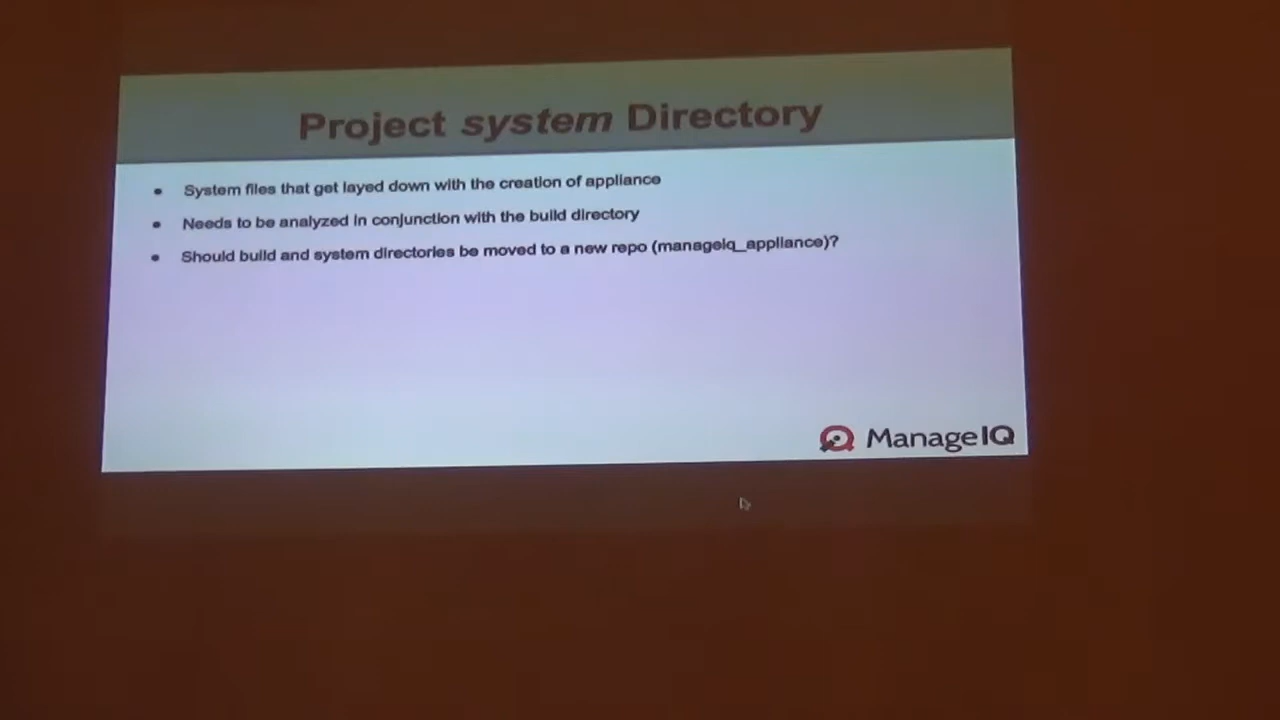 Project system Directory
System files that get layed down with the creation of appliance
Needs to be analyzed in conjunction with the build directory
Should build and system directories be moved to a new repo (manageiq_appliance)?
ManageIQ